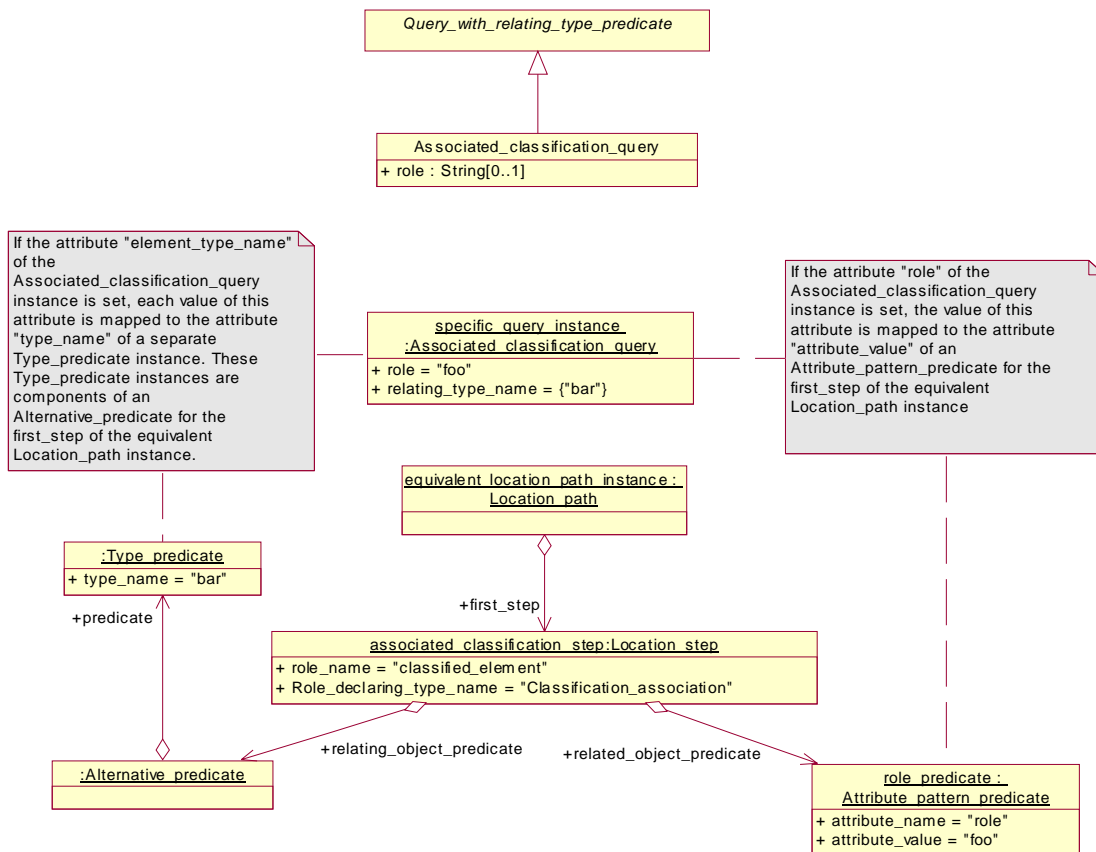 Query_with_relating_type_predicate
Associated_classification_query
+ role : String[0..1]
If the attribute "element_type_name"
of the
Associated_classification_query
instance is set, each value of this
attribute is mapped to the attribute
"type_name" of a separate
Type_predicate instance. These
Type_predicate instances are
components of an
Alternative_predicate for the
first_step of the equivalent
Location_path instance.
specific_query_instance
:Associated_classification_query
+ role = "foo"
+ relating_type_name = {"bar"}
If the attribute "role" of the
Associated_classification_query
instance is set, the value of this
attribute is mapped to the attribute
"attribute_value" of an
Attribute_pattern_predicate for the
first_step of the equivalent
Location_path instance
equivalent_location_path_instance :
Location_path
:Type_predicate
+ type_name = "bar"
+predicate
+first_step
associated_classification_step:Location_step
+ role_name = "classified_element"
+ Role_declaring_type_name = "Classification_association"
+relating_object_predicate
+related_object_predicate
:Alternative_predicate
role_predicate :
Attribute_pattern_predicate
+ attribute_name = "role"
+ attribute_value = "foo"